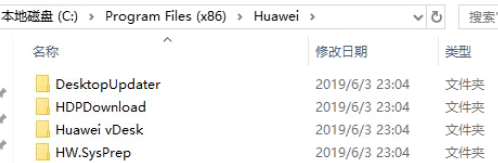 本地磁盘 (C:) › Program Files (x86) › Huawei ›
名称 修改日期 类型
DesktopUpdater 2019/6/3 23:04 文件夹
HDPDownload 2019/6/3 23:04 文件夹
Huawei vDesk 2019/6/3 23:04 文件夹
HW.SysPrep 2019/6/3 23:04 文件夹